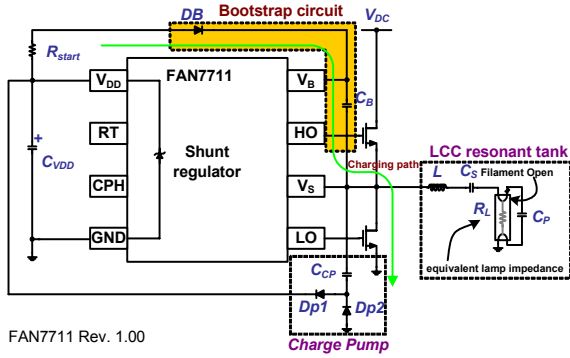 Bootstrap circuit
DB
VDC
Rstart
FAN7711
VDD
VB
CB
RT
HO
Shunt regulator
Charging path
LCC resonant tank
CVDD
+
CPH
VS
L
CS
Filament Open
RL
CP
GND
LO
equivalent lamp impedance
CCP
Dp1
Dp2
FAN7711 Rev. 1.00
Charge Pump